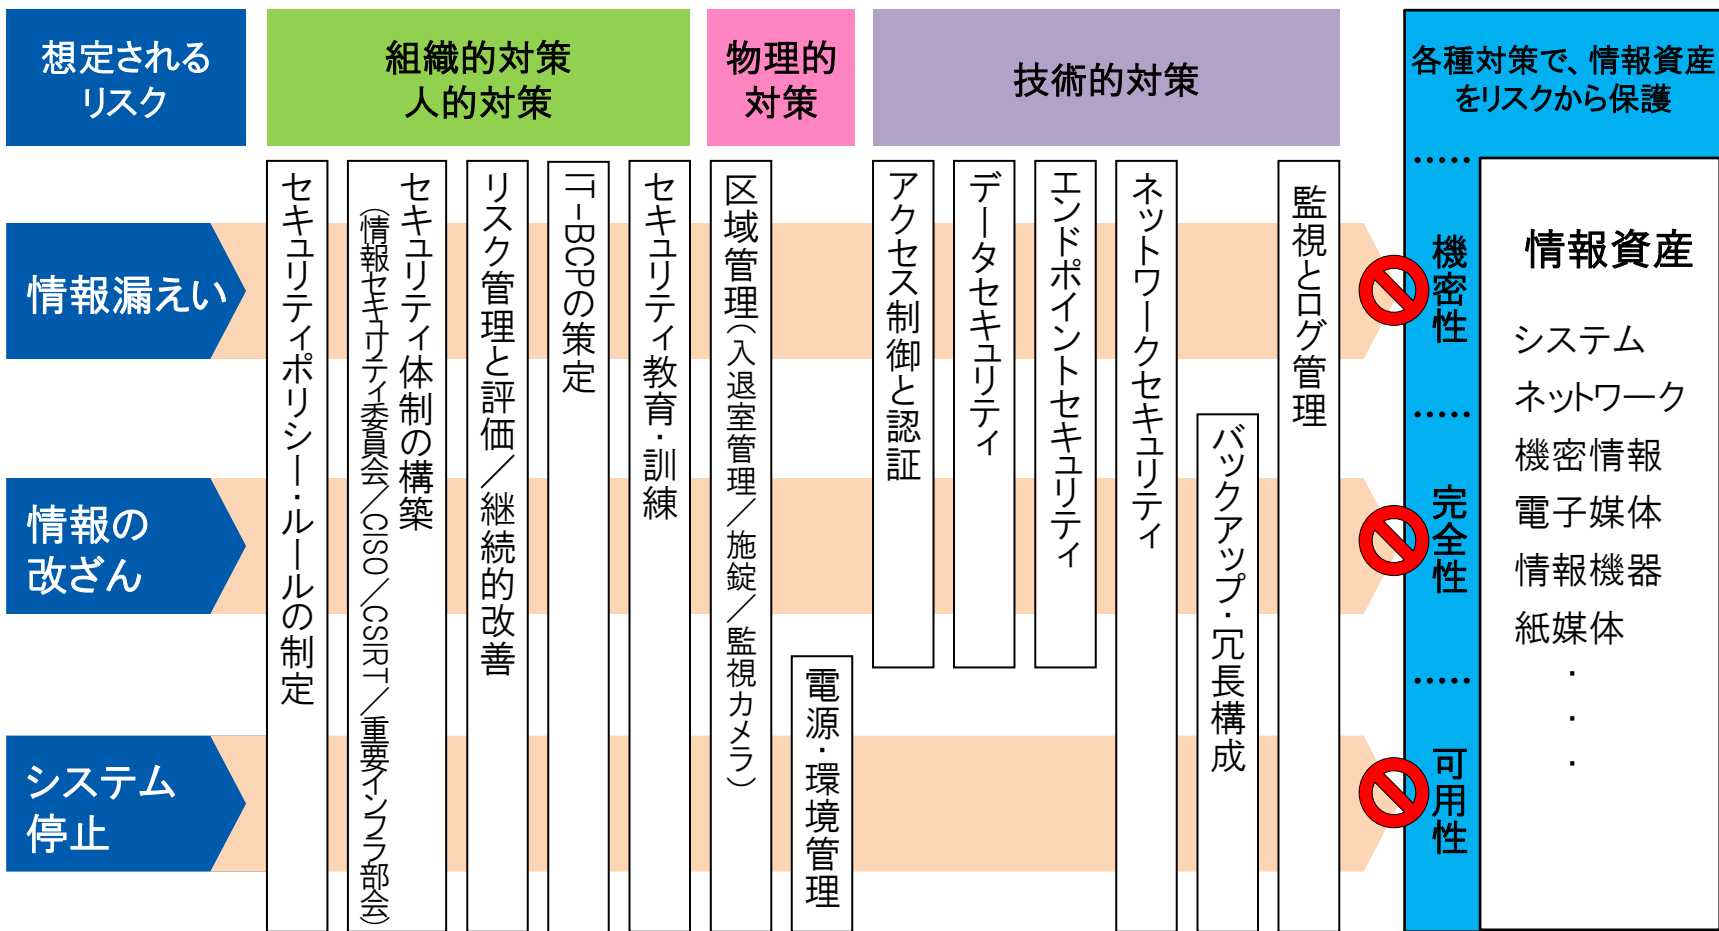 想定される
リスク
組織的対策
人的対策
物理的
対策
技術的対策
各種対策で、情報資産
をリスクから保護
情報漏えい
情報の
改ざん
システム
停止
セキュリティポリシー・ルールの制定
セキュリティ体制の構築
（情報セキュリティ委員会／CISO／CSIRT／重要インフラ部会）
リスク管理と評価／継続的改善
IT-BCPの策定
セキュリティ教育・訓練
区域管理（入退室管理／施錠／監視カメラ）
電源・環境管理
アクセス制御と認証
データセキュリティ
エンドポイントセキュリティ
ネットワークセキュリティ
バックアップ・冗長構成
監視とログ管理
機密性
完全性
可用性
情報資産
システム
ネットワーク
機密情報
電子媒体
情報機器
紙媒体
・
・
・